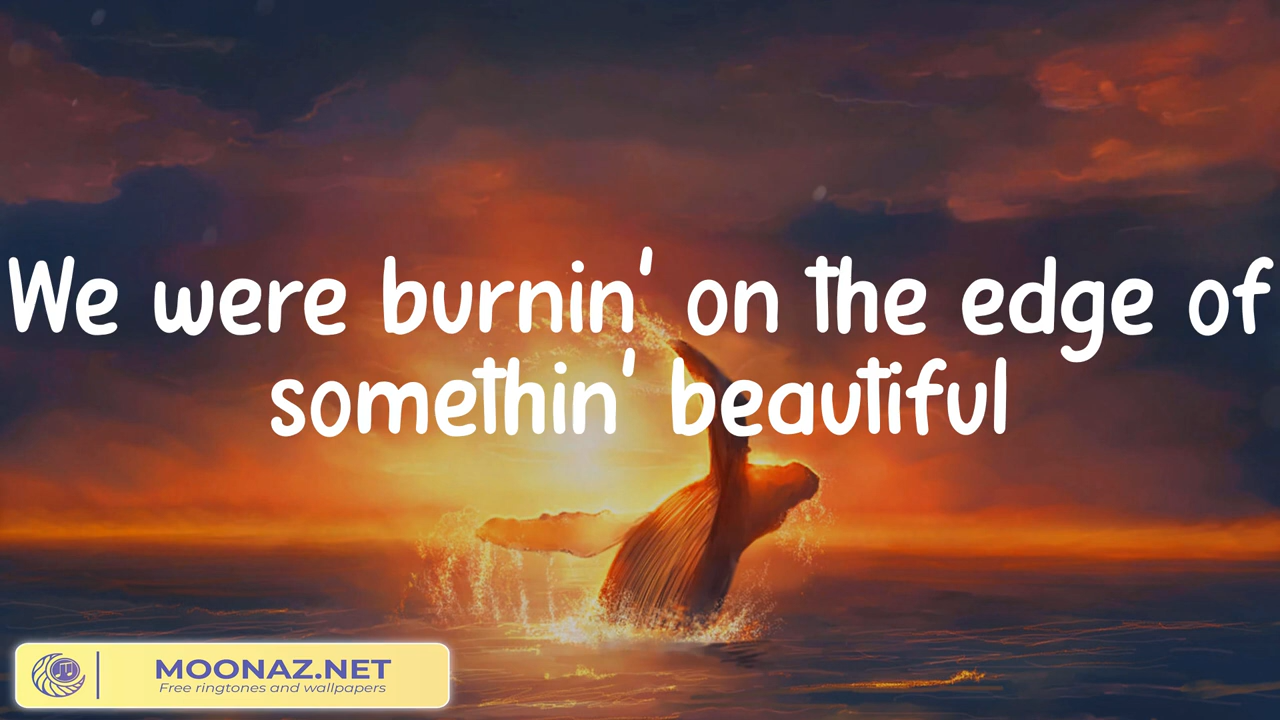 We were burnin' on the edge of
somethin' beautiful
MOONAZ.NET
Free ringtones and wallpapers